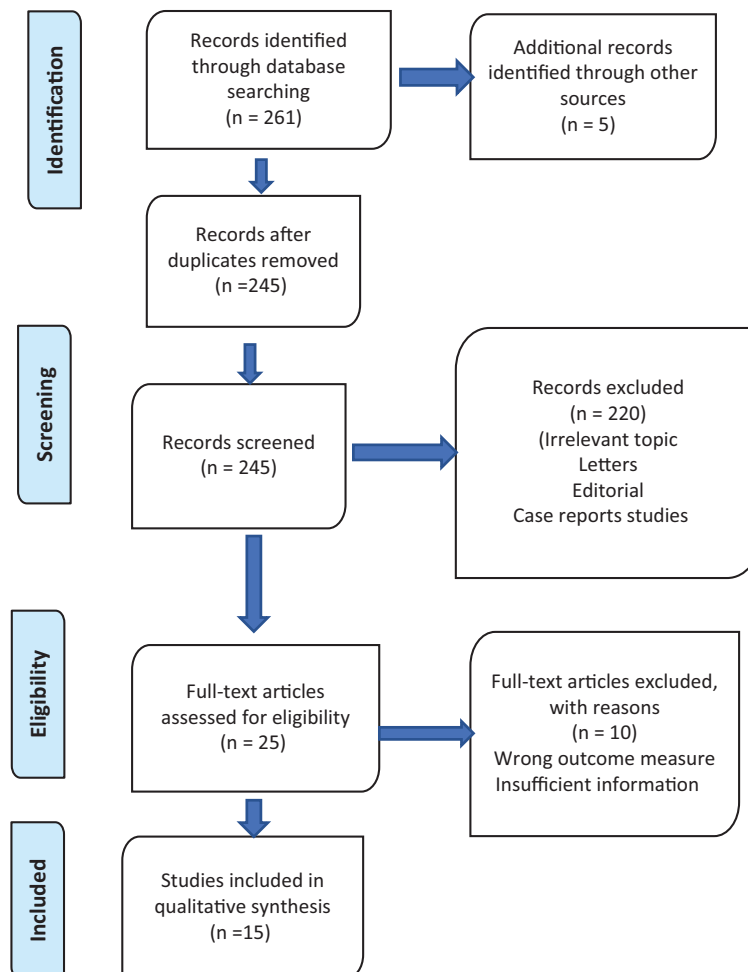 Identification
Records identified
through database
searching
(n = 261)
Additional records
identified through other
sources
(n = 5)
Records after
duplicates removed
(n =245)
Screening
Records screened
(n = 245)
Records excluded
(n = 220)
(Irrelevant topic
Letters
Editorial
Case reports studies
Eligibility
Full-text articles
assessed for eligibility
(n = 25)
Full-text articles excluded,
with reasons
(n = 10)
Wrong outcome measure
Insufficient information
Included
Studies included in
qualitative synthesis
(n =15)